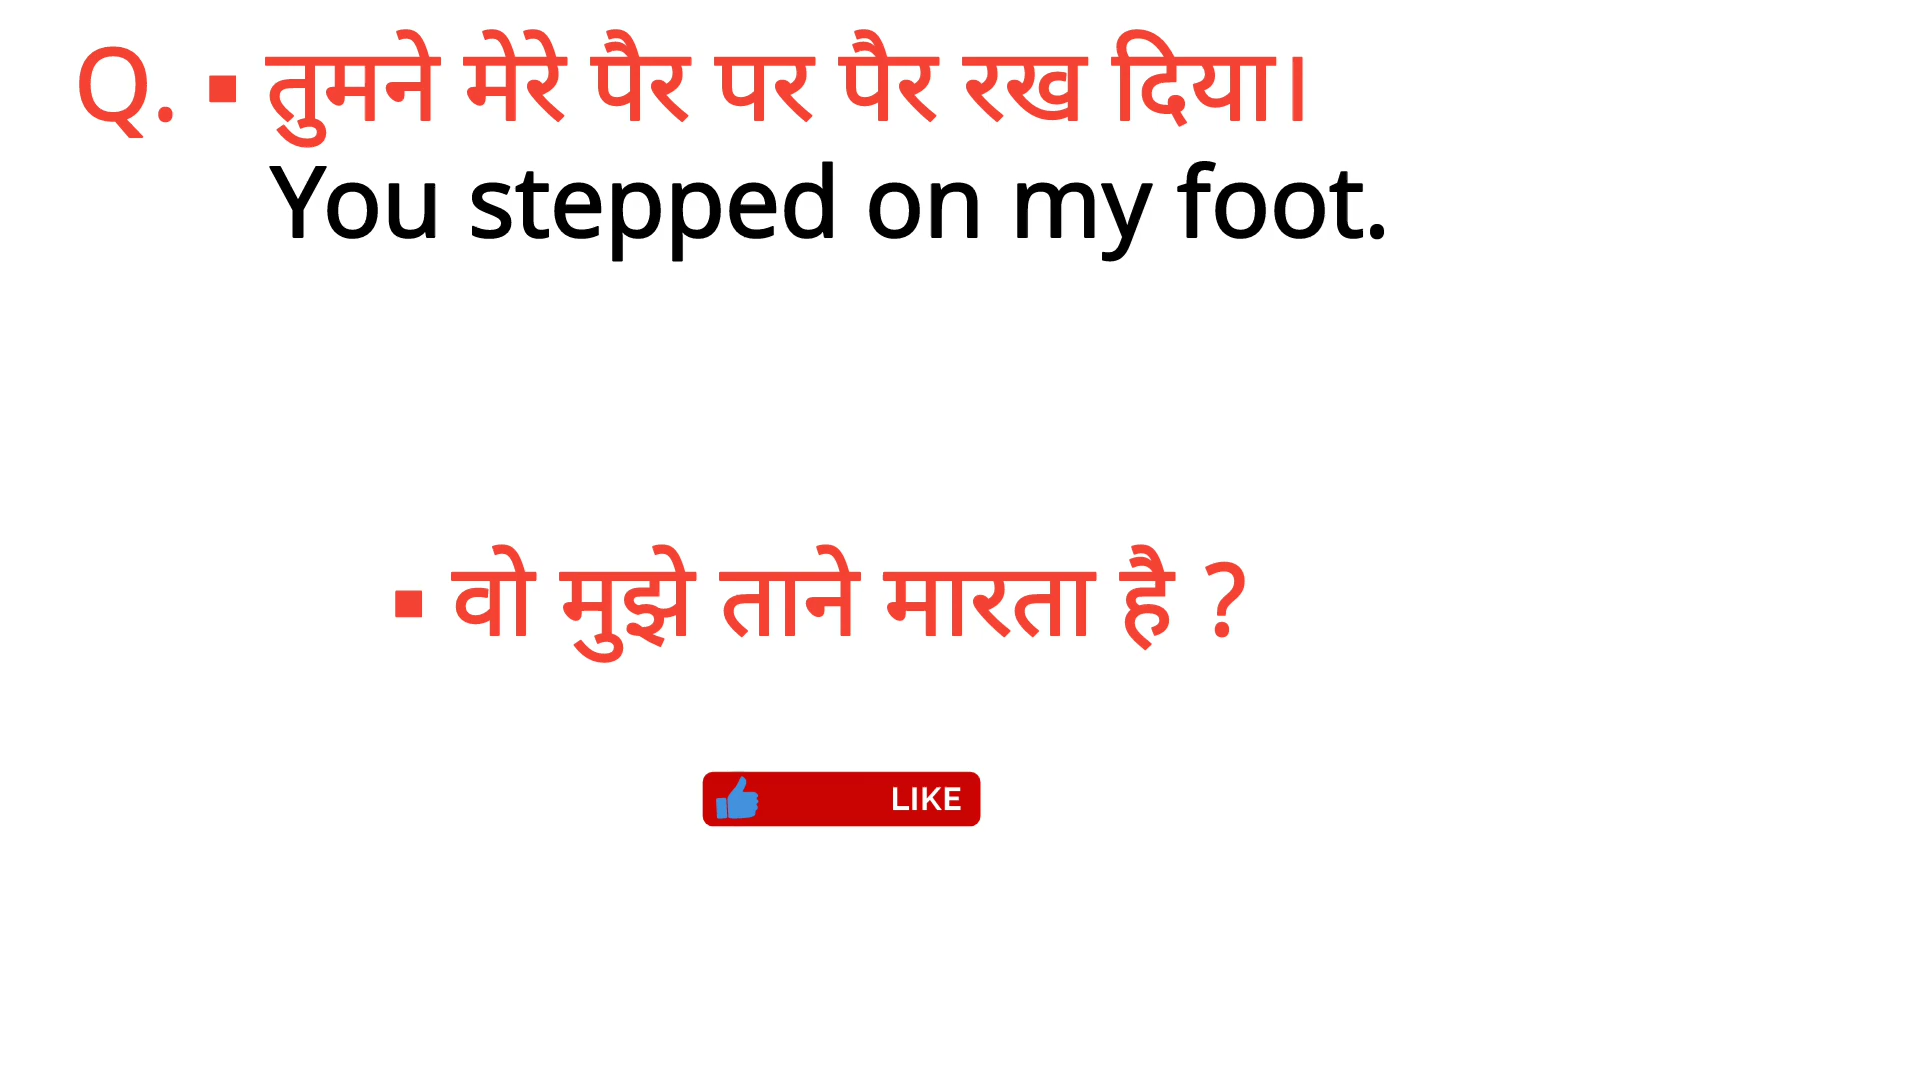 Q. ▪ तुमने मेरे पैर पर पैर रख दिया।
You stepped on my foot.
▪ वो मुझे ताने मारता है ?
LIKE